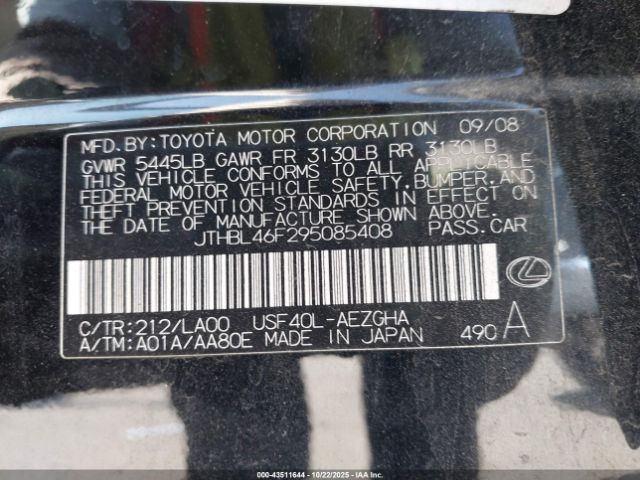 MFD.BY:TOYOTA MOTOR CORPORATION 09/08
GVWR 5445LB GAWR FR 3130LB RR 3130LB
THIS VEHICLE CONFORMS TO ALL APPLICABLE
FEDERAL MOTOR VEHICLE SAFETY,BUMPER,AND
THEFT PREVENTION STANDARDS IN EFFECT ON
THE DATE OF MANUFACTURE SHOWN ABOVE.
JTHBL46F295085408 PASS.CAR
C/TR:212/LA00 USF40L-AEZGHA
A/TM:A01A/AA80E MADE IN JAPAN 490 A
000-43511644 | 10/22/2025 | IAAI.COM